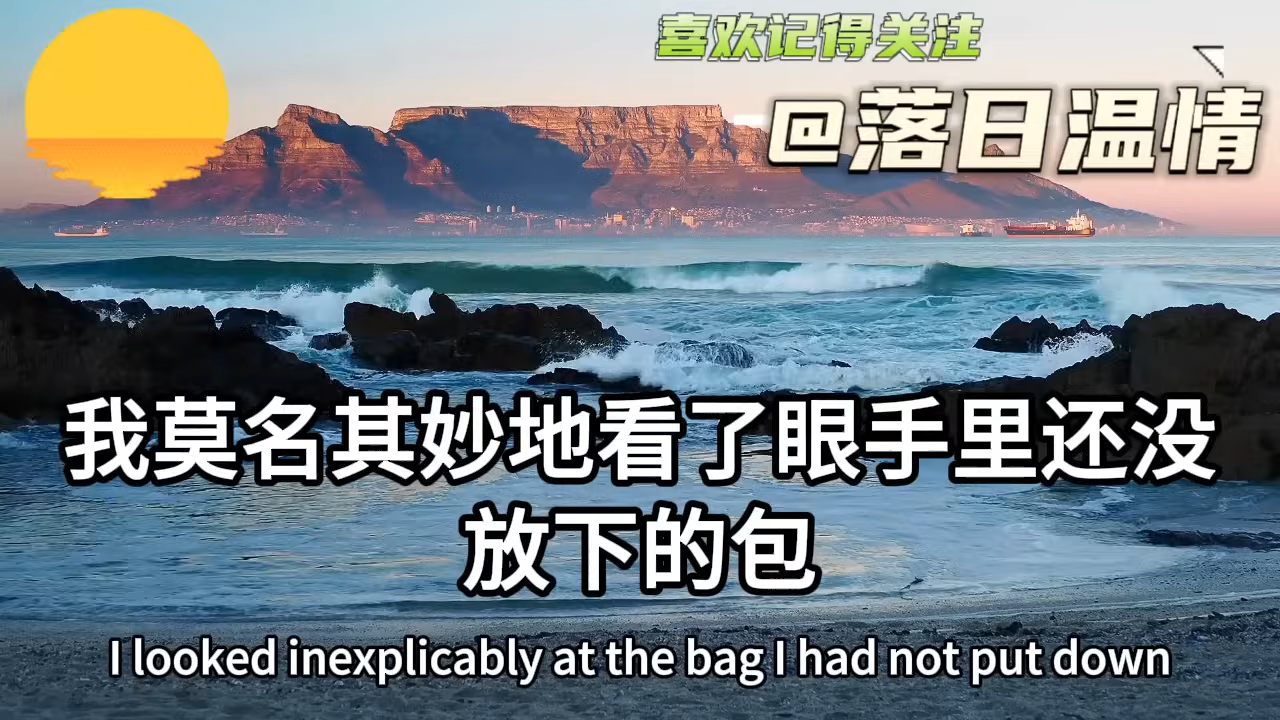 喜欢记得关注
@落日温情
我莫名其妙地看了眼手里还没
放下的包
I looked inexplicably at the bag I had not put down